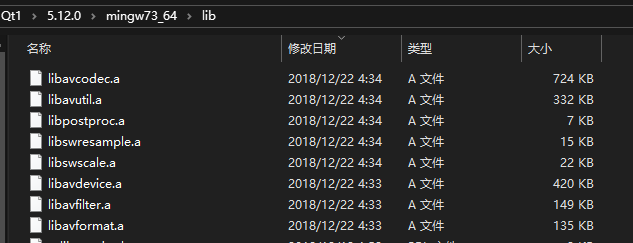 Qt1 › 5.12.0 › mingw73_64 › lib
名称 修改日期 类型 大小
libavcodec.a 2018/12/22 4:34 A 文件 724 KB
libavutil.a 2018/12/22 4:34 A 文件 332 KB
libpostproc.a 2018/12/22 4:34 A 文件 7 KB
libswresample.a 2018/12/22 4:34 A 文件 15 KB
libswscale.a 2018/12/22 4:34 A 文件 22 KB
libavdevice.a 2018/12/22 4:33 A 文件 420 KB
libavfilter.a 2018/12/22 4:33 A 文件 149 KB
libavformat.a 2018/12/22 4:33 A 文件 135 KB